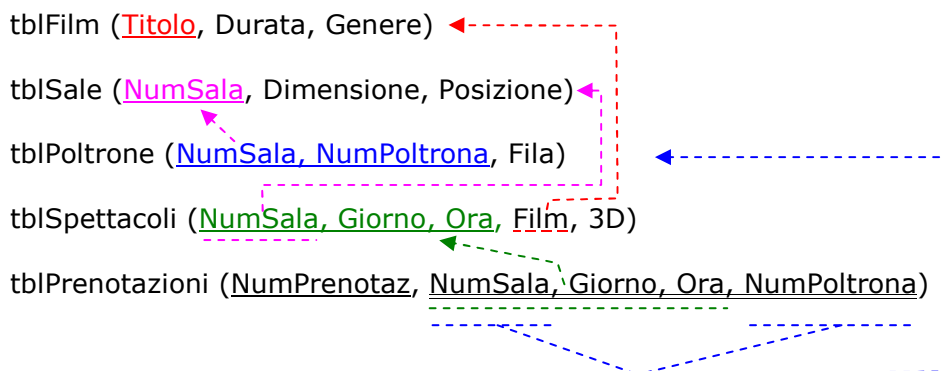 tblFilm (Titolo, Durata, Genere)
tblSale (NumSala, Dimensione, Posizione)
tblPoltrone (NumSala, NumPoltrona, Fila)
tblSpettacoli (NumSala, Giorno, Ora, Film, 3D)
tblPrenotazioni (NumPrenotaz, NumSala, Giorno, Ora, NumPoltrona)